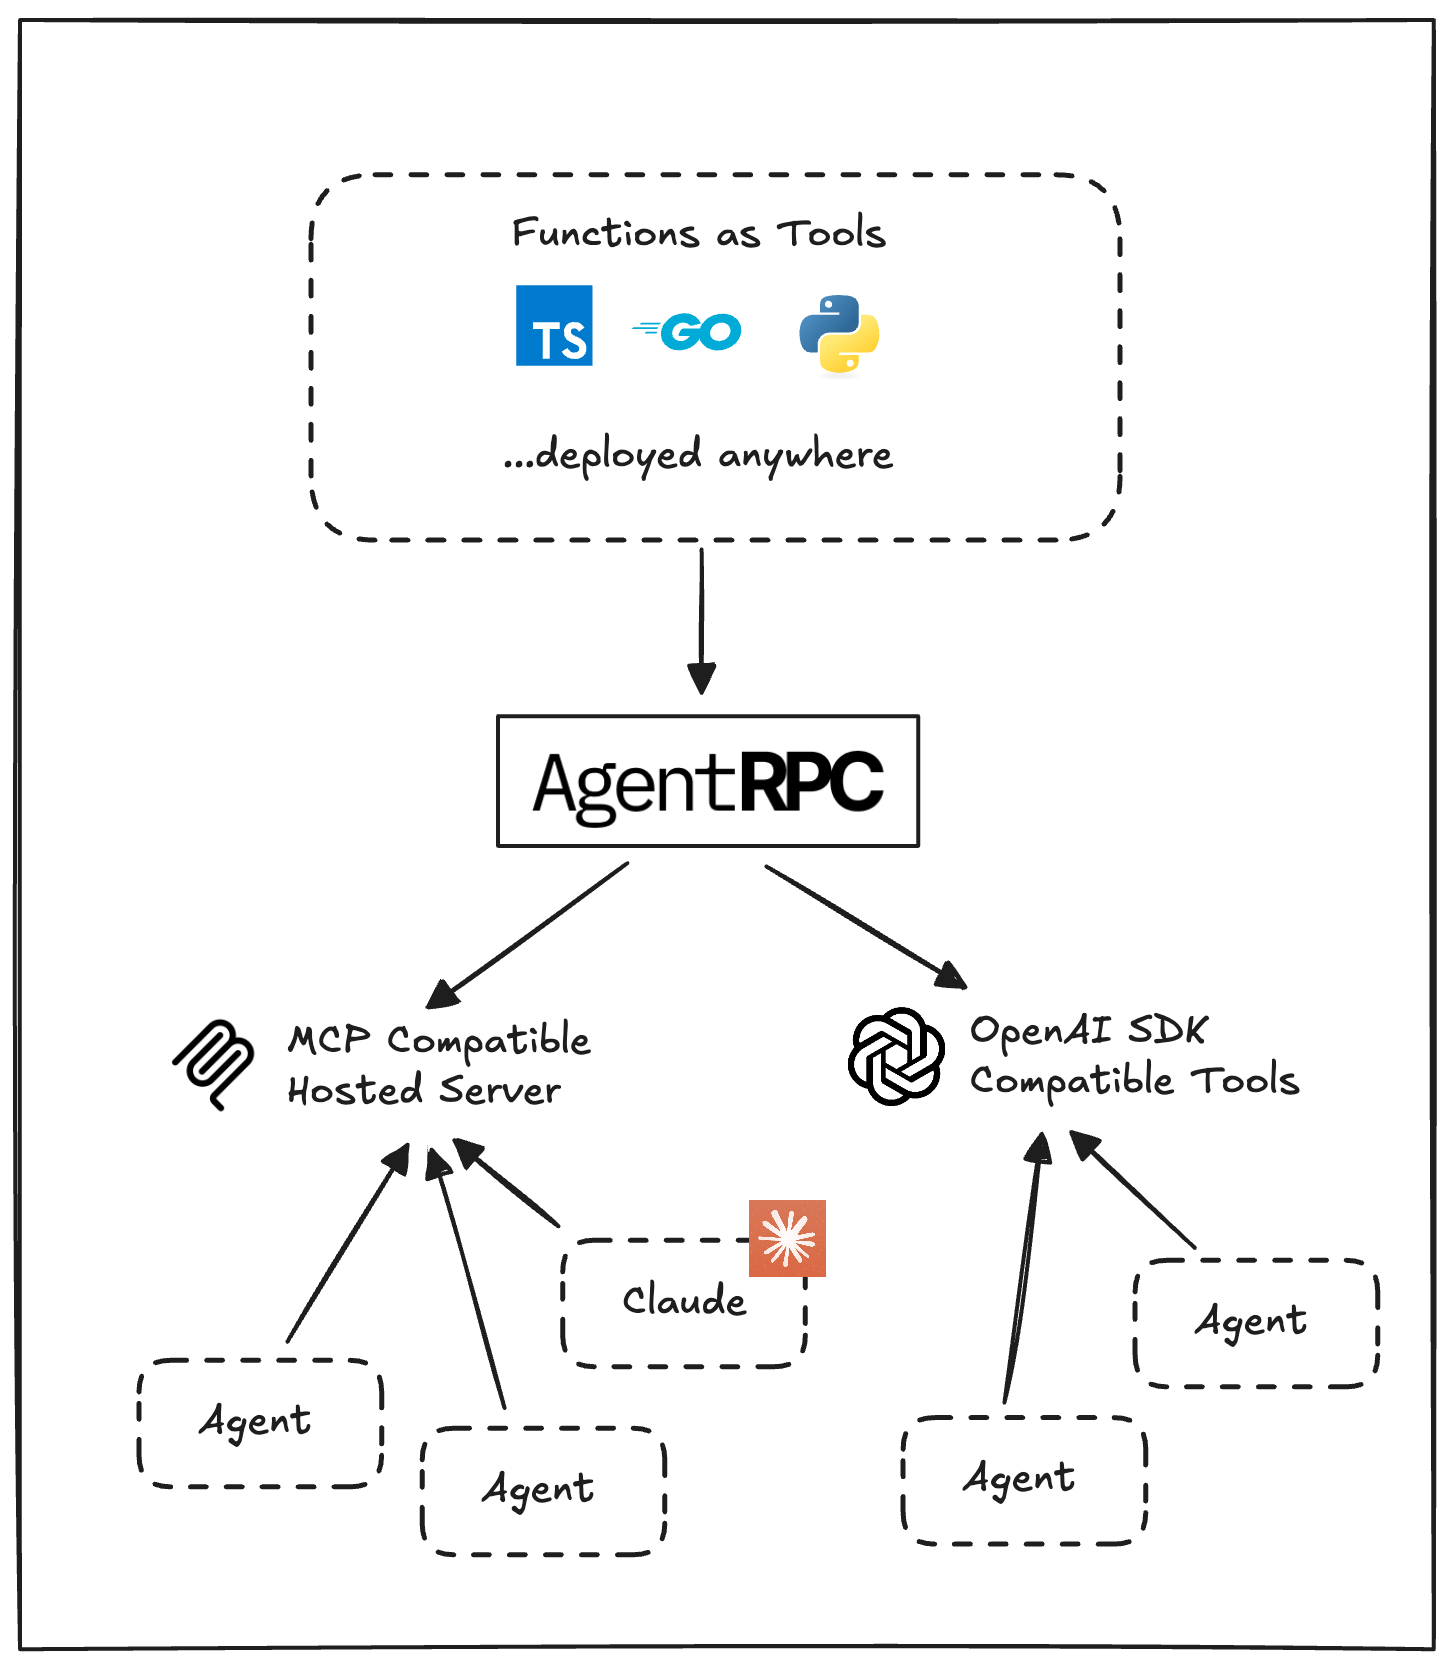 Functions as Tools
TS
GO
...deployed anywhere
AgentRPC
MCP Compatible
Hosted Server
OpenAI SDK
Compatible Tools
Claude
Agent
Agent
Agent
Agent